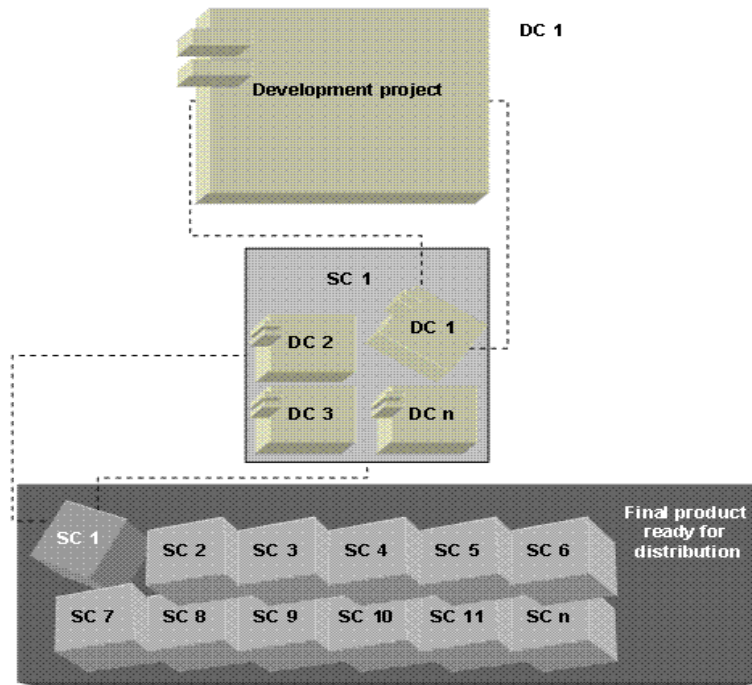 DC 1
Development project
SC 1
DC 1
DC 2
DC 3
DC n
Final product
ready for
distribution
SC 1
SC 2
SC 3
SC 4
SC 5
SC 6
SC 7
SC 8
SC 9
SC 10
SC 11
SC n